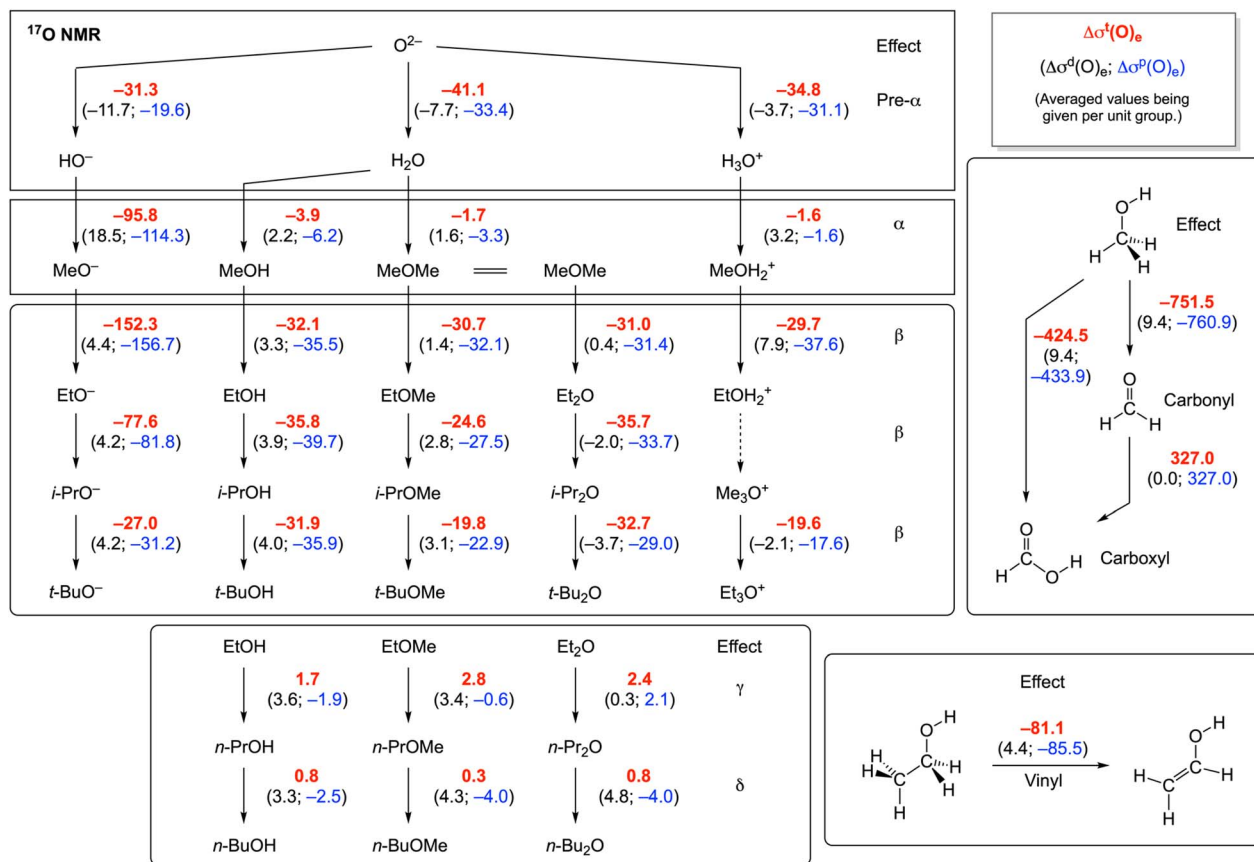 ¹⁷O NMR
O²⁻
Effect
–31.3
(–11.7; –19.6)
–41.1
(–7.7; –33.4)
–34.8
(–3.7; –31.1)
Pre-α
HO⁻
H₂O
H₃O⁺
–95.8
(18.5; –114.3)
–3.9
(2.2; –6.2)
–1.7
(1.6; –3.3)
–1.6
(3.2; –1.6)
α
MeO⁻
MeOH
MeOMe
MeOMe
MeOH₂⁺
–152.3
(4.4; –156.7)
–32.1
(3.3; –35.5)
–30.7
(1.4; –32.1)
–31.0
(0.4; –31.4)
–29.7
(7.9; –37.6)
β
EtO⁻
EtOH
EtOMe
Et₂O
EtOH₂⁺
–77.6
(4.2; –81.8)
–35.8
(3.9; –39.7)
–24.6
(2.8; –27.5)
–35.7
(–2.0; –33.7)
β
i-PrO⁻
i-PrOH
i-PrOMe
i-Pr₂O
Me₃O⁺
–27.0
(4.2; –31.2)
–31.9
(4.0; –35.9)
–19.8
(3.1; –22.9)
–32.7
(–3.7; –29.0)
–19.6
(–2.1; –17.6)
β
t-BuO⁻
t-BuOH
t-BuOMe
t-Bu₂O
Et₃O⁺
EtOH
EtOMe
Et₂O
Effect
1.7
(3.6; –1.9)
2.8
(3.4; –0.6)
2.4
(0.3; 2.1)
γ
n-PrOH
n-PrOMe
n-Pr₂O
0.8
(3.3; –2.5)
0.3
(4.3; –4.0)
0.8
(4.8; –4.0)
δ
n-BuOH
n-BuOMe
n-Bu₂O
Δσᵗ(O)ₑ
(Δσᵈ(O)ₑ; Δσᵖ(O)ₑ)
(Averaged values being
given per unit group.)
H
O
Effect
C
H
H
H
–751.5
(9.4; –760.9)
–424.5
(9.4;
–433.9)
O
C
H
H
Carbonyl
327.0
(0.0; 327.0)
O
C
H
O
H
Carboxyl
Effect
H
O
H
H
C
H
C
H
H
–81.1
(4.4; –85.5)
Vinyl
H
O
C
H
C
H
H